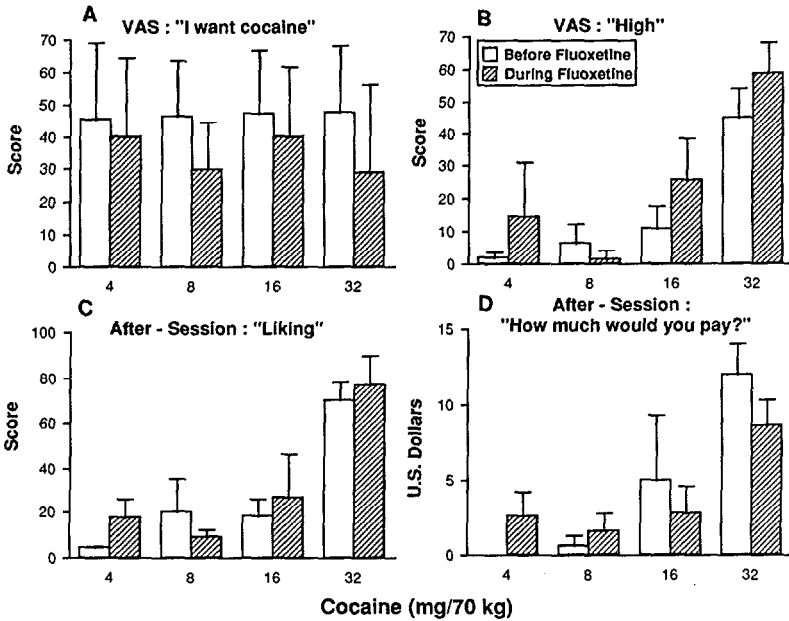 A
VAS : "I want cocaine"
70
60
50
40
30
20
10
0
Score
4 8 16 32
B
VAS : "High"
Before Fluoxetine
During Fluoxetine
70
60
50
40
30
20
10
0
Score
4 8 16 32
C
After - Session : "Liking"
100
80
60
40
20
0
Score
4 8 16 32
D
After - Session :
"How much would you pay?"
15
10
5
0
U.S. Dollars
4 8 16 32
Cocaine (mg/70 kg)